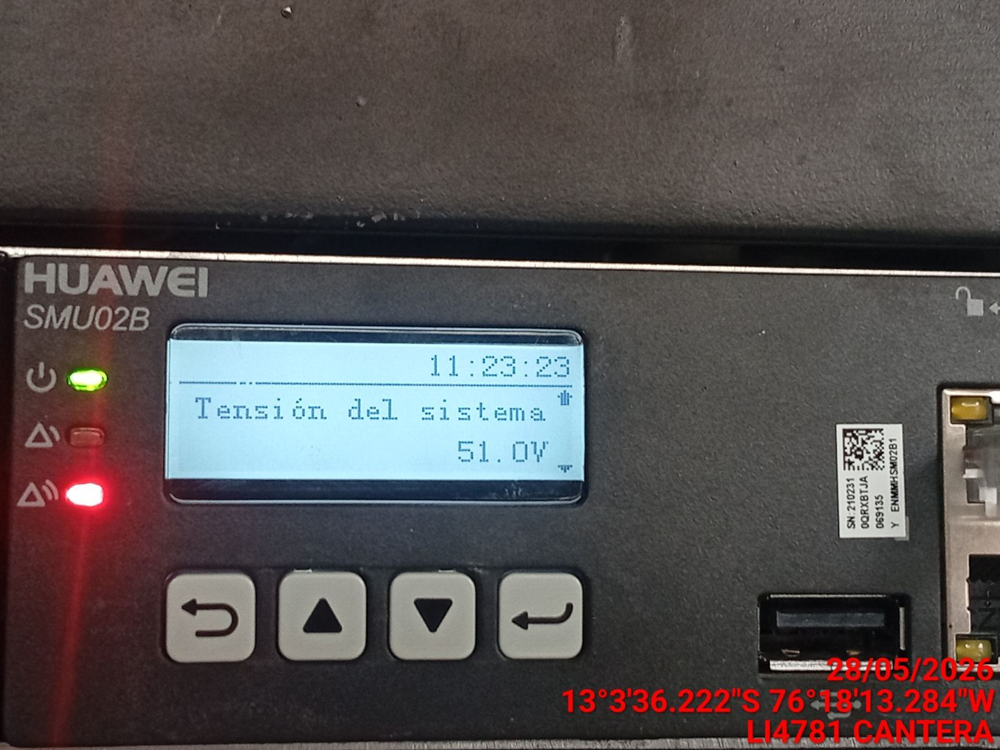 HUAWEI
SMU02B
11:23:23
Tensión del sistema
51.0V
SN:210231
0QRXBTJA
069135
Y ENMMHSM02B1
28/05/2026
13°3'36.222"S 76°18'13.284"W
LI4781 CANTERA